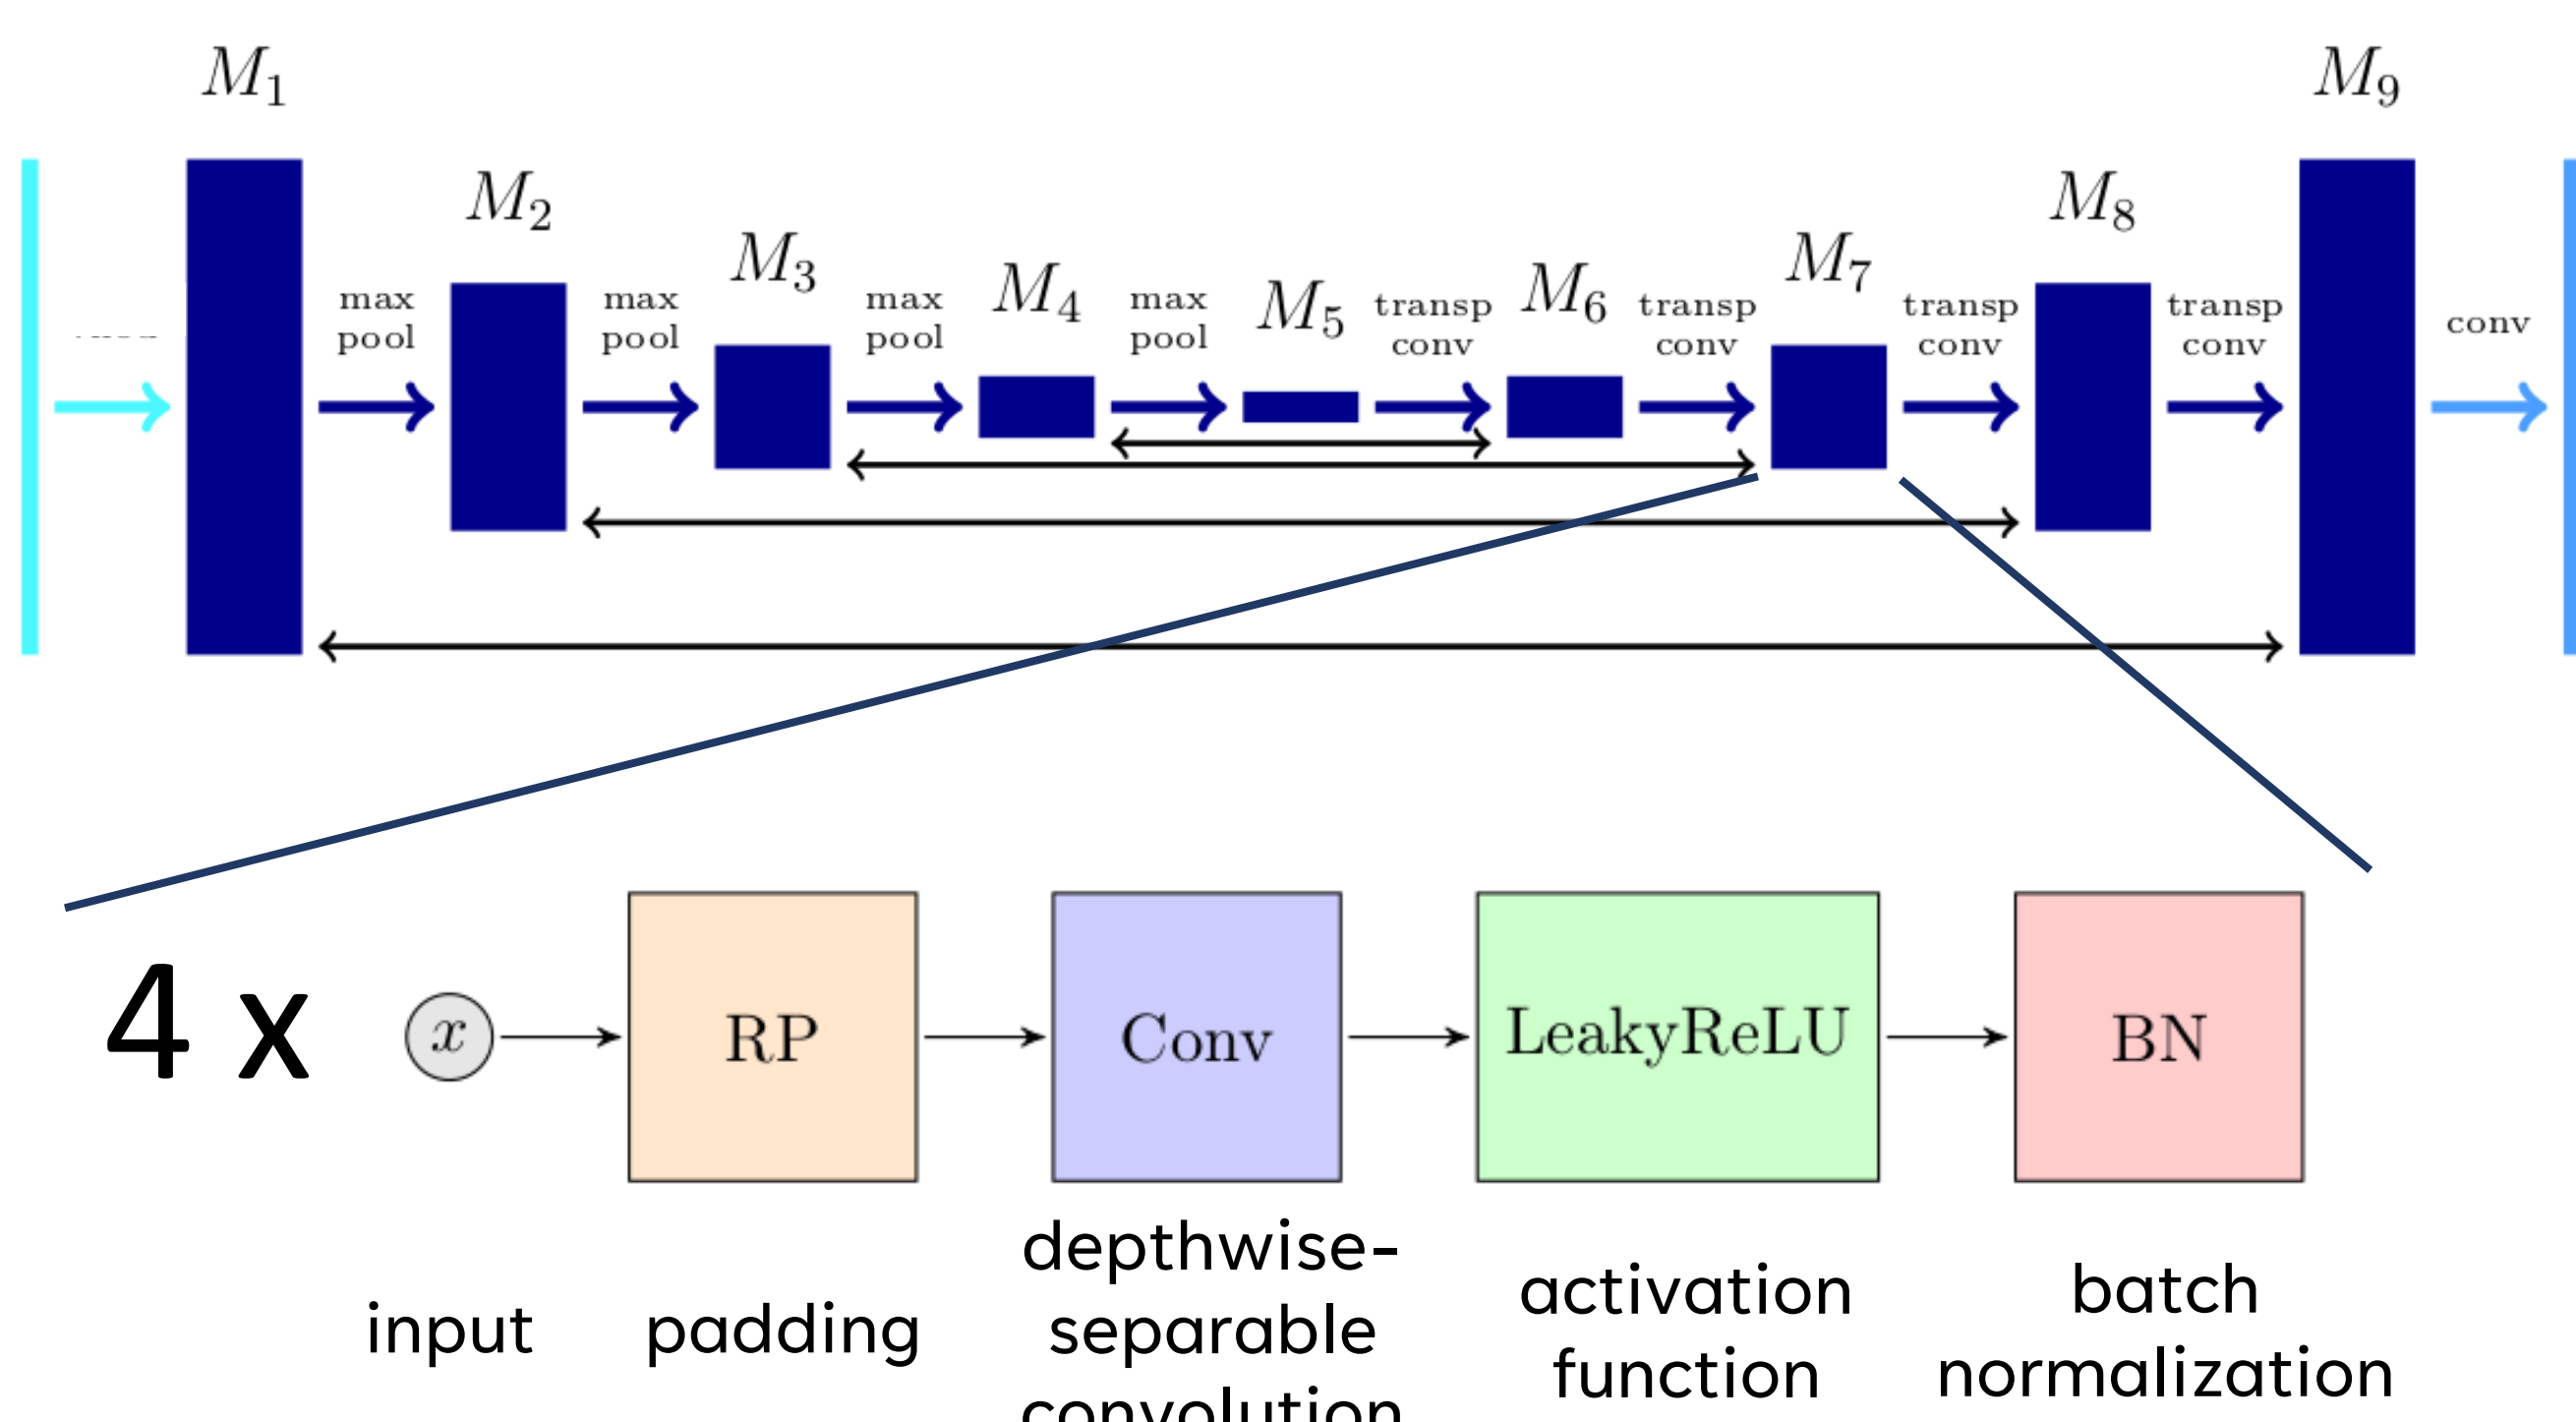 M₁
M₉
M₂
M₈
M₃
M₇
M₄
M₆
M₅
max
pool
max
pool
max
pool
max
pool
transp
conv
transp
conv
transp
conv
transp
conv
conv
4 x
x
RP
Conv
LeakyReLU
BN
input
padding
depthwise-
separable
convolution
activation
function
batch
normalization